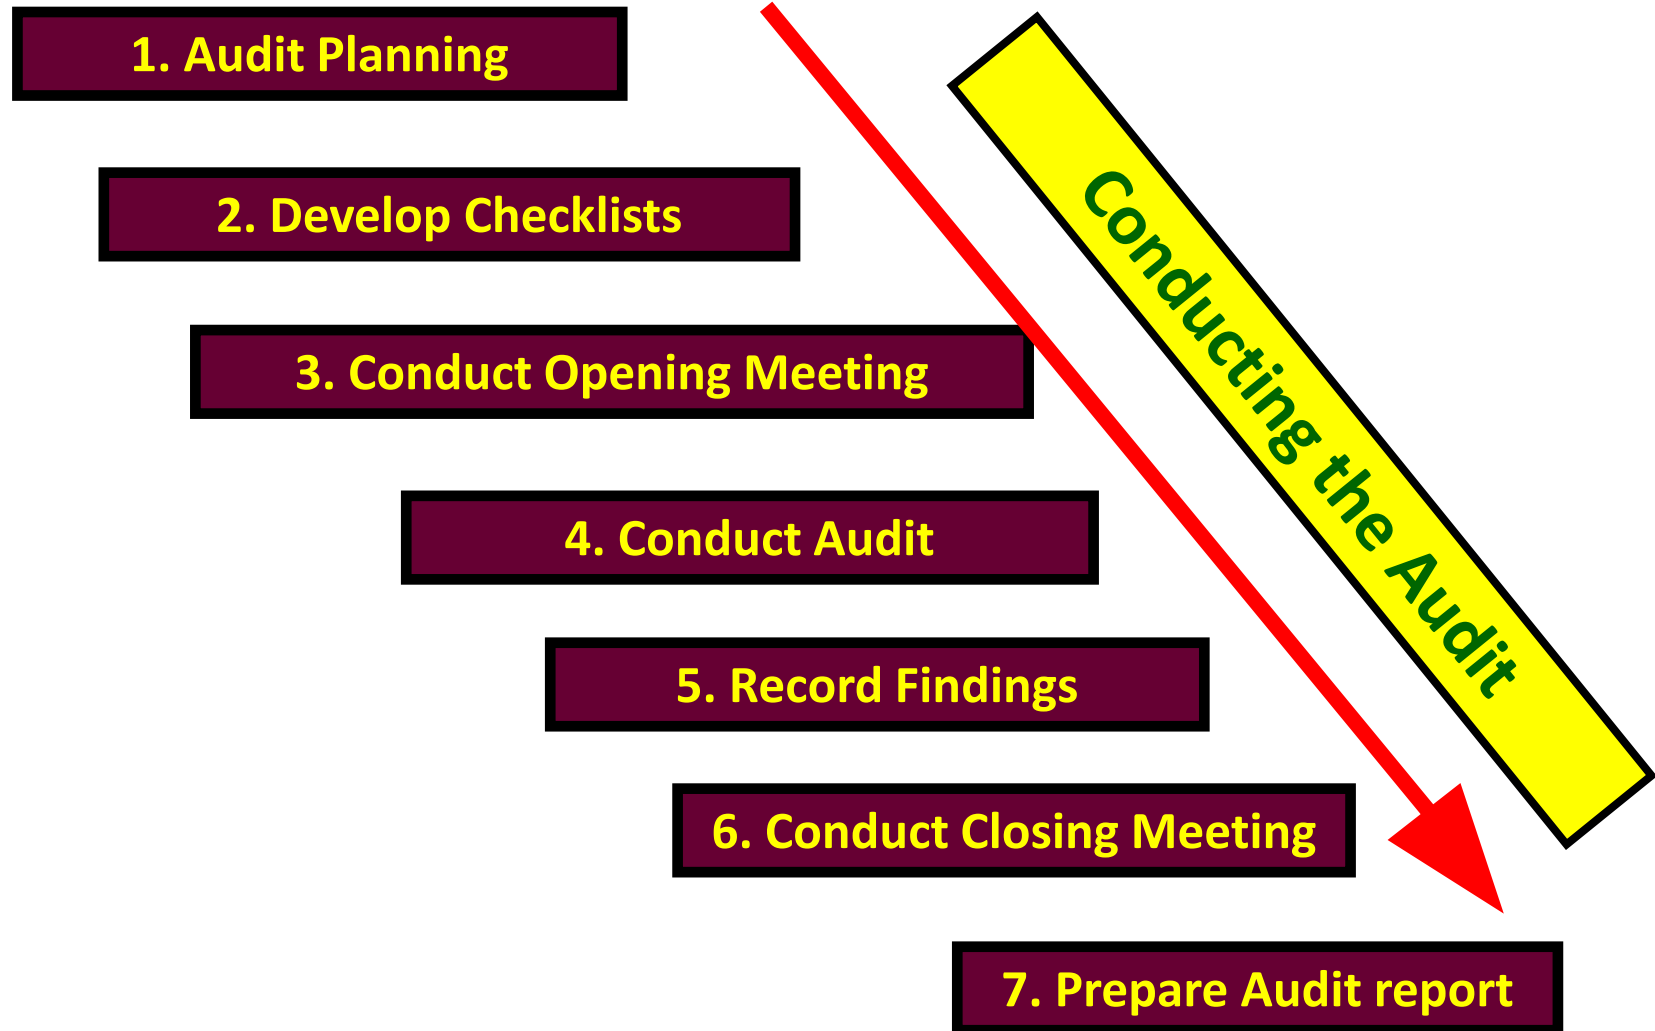 1. Audit Planning
2. Develop Checklists
3. Conduct Opening Meeting
4. Conduct Audit
5. Record Findings
6. Conduct Closing Meeting
7. Prepare Audit report
Conducting the Audit